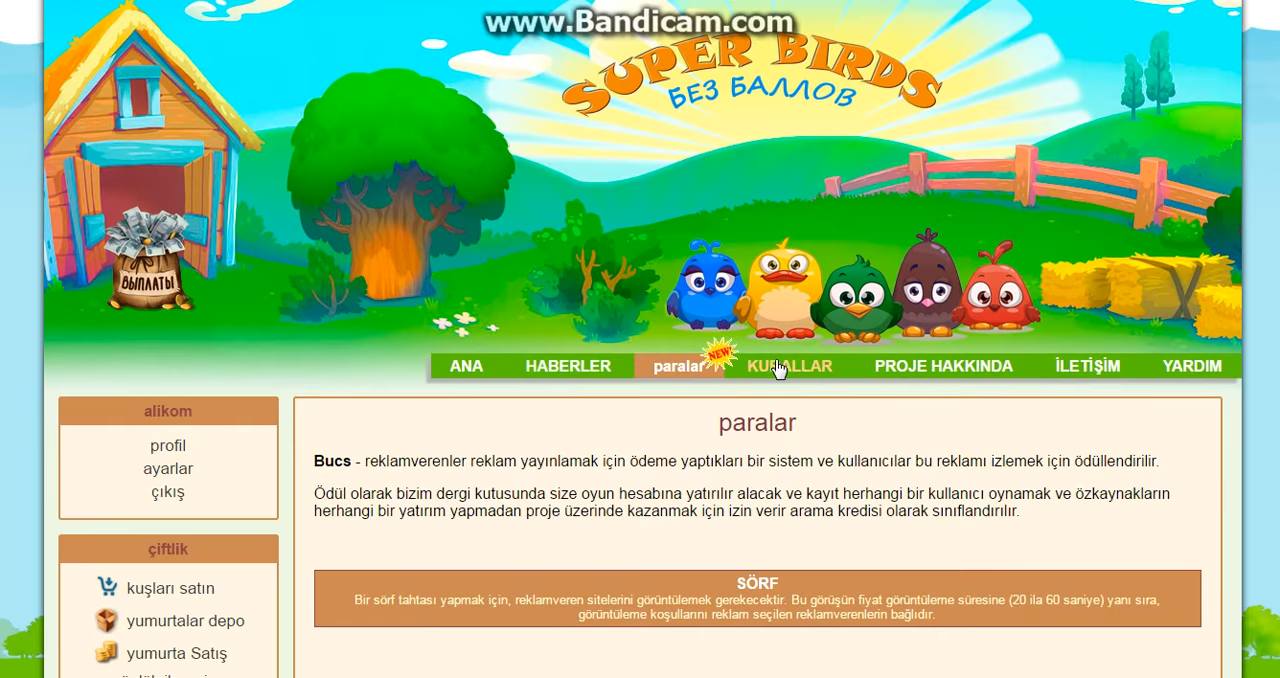 www.Bandicam.com
SUPER BIRDS
БЕЗ БАЛЛОВ
ВЫПЛАТЫ
ANA HABERLER paralar NEW KURALLAR PROJE HAKKINDA İLETİŞİM YARDIM
alikom
profil
ayarlar
çıkış
çiftlik
kuşları satın
yumurtalar depo
yumurta Satış
paralar
Bucs - reklamverenler reklam yayınlamak için ödeme yaptıkları bir sistem ve kullanıcılar bu reklamı izlemek için ödüllendirilir.
Ödül olarak bizim dergi kutusunda size oyun hesabına yatırılır alacak ve kayıt herhangi bir kullanıcı oynamak ve özkaynakların
herhangi bir yatırım yapmadan proje üzerinde kazanmak için izin verir arama kredisi olarak sınıflandırılır.
SÖRF
Bir sörf tahtası yapmak için, reklamveren sitelerini görüntülemek gerekecektir. Bu görüşün fiyat görüntüleme süresine (20 ila 60 saniye) yanı sıra,
görüntüleme koşullarını reklam seçilen reklamverenlerin bağlıdır.